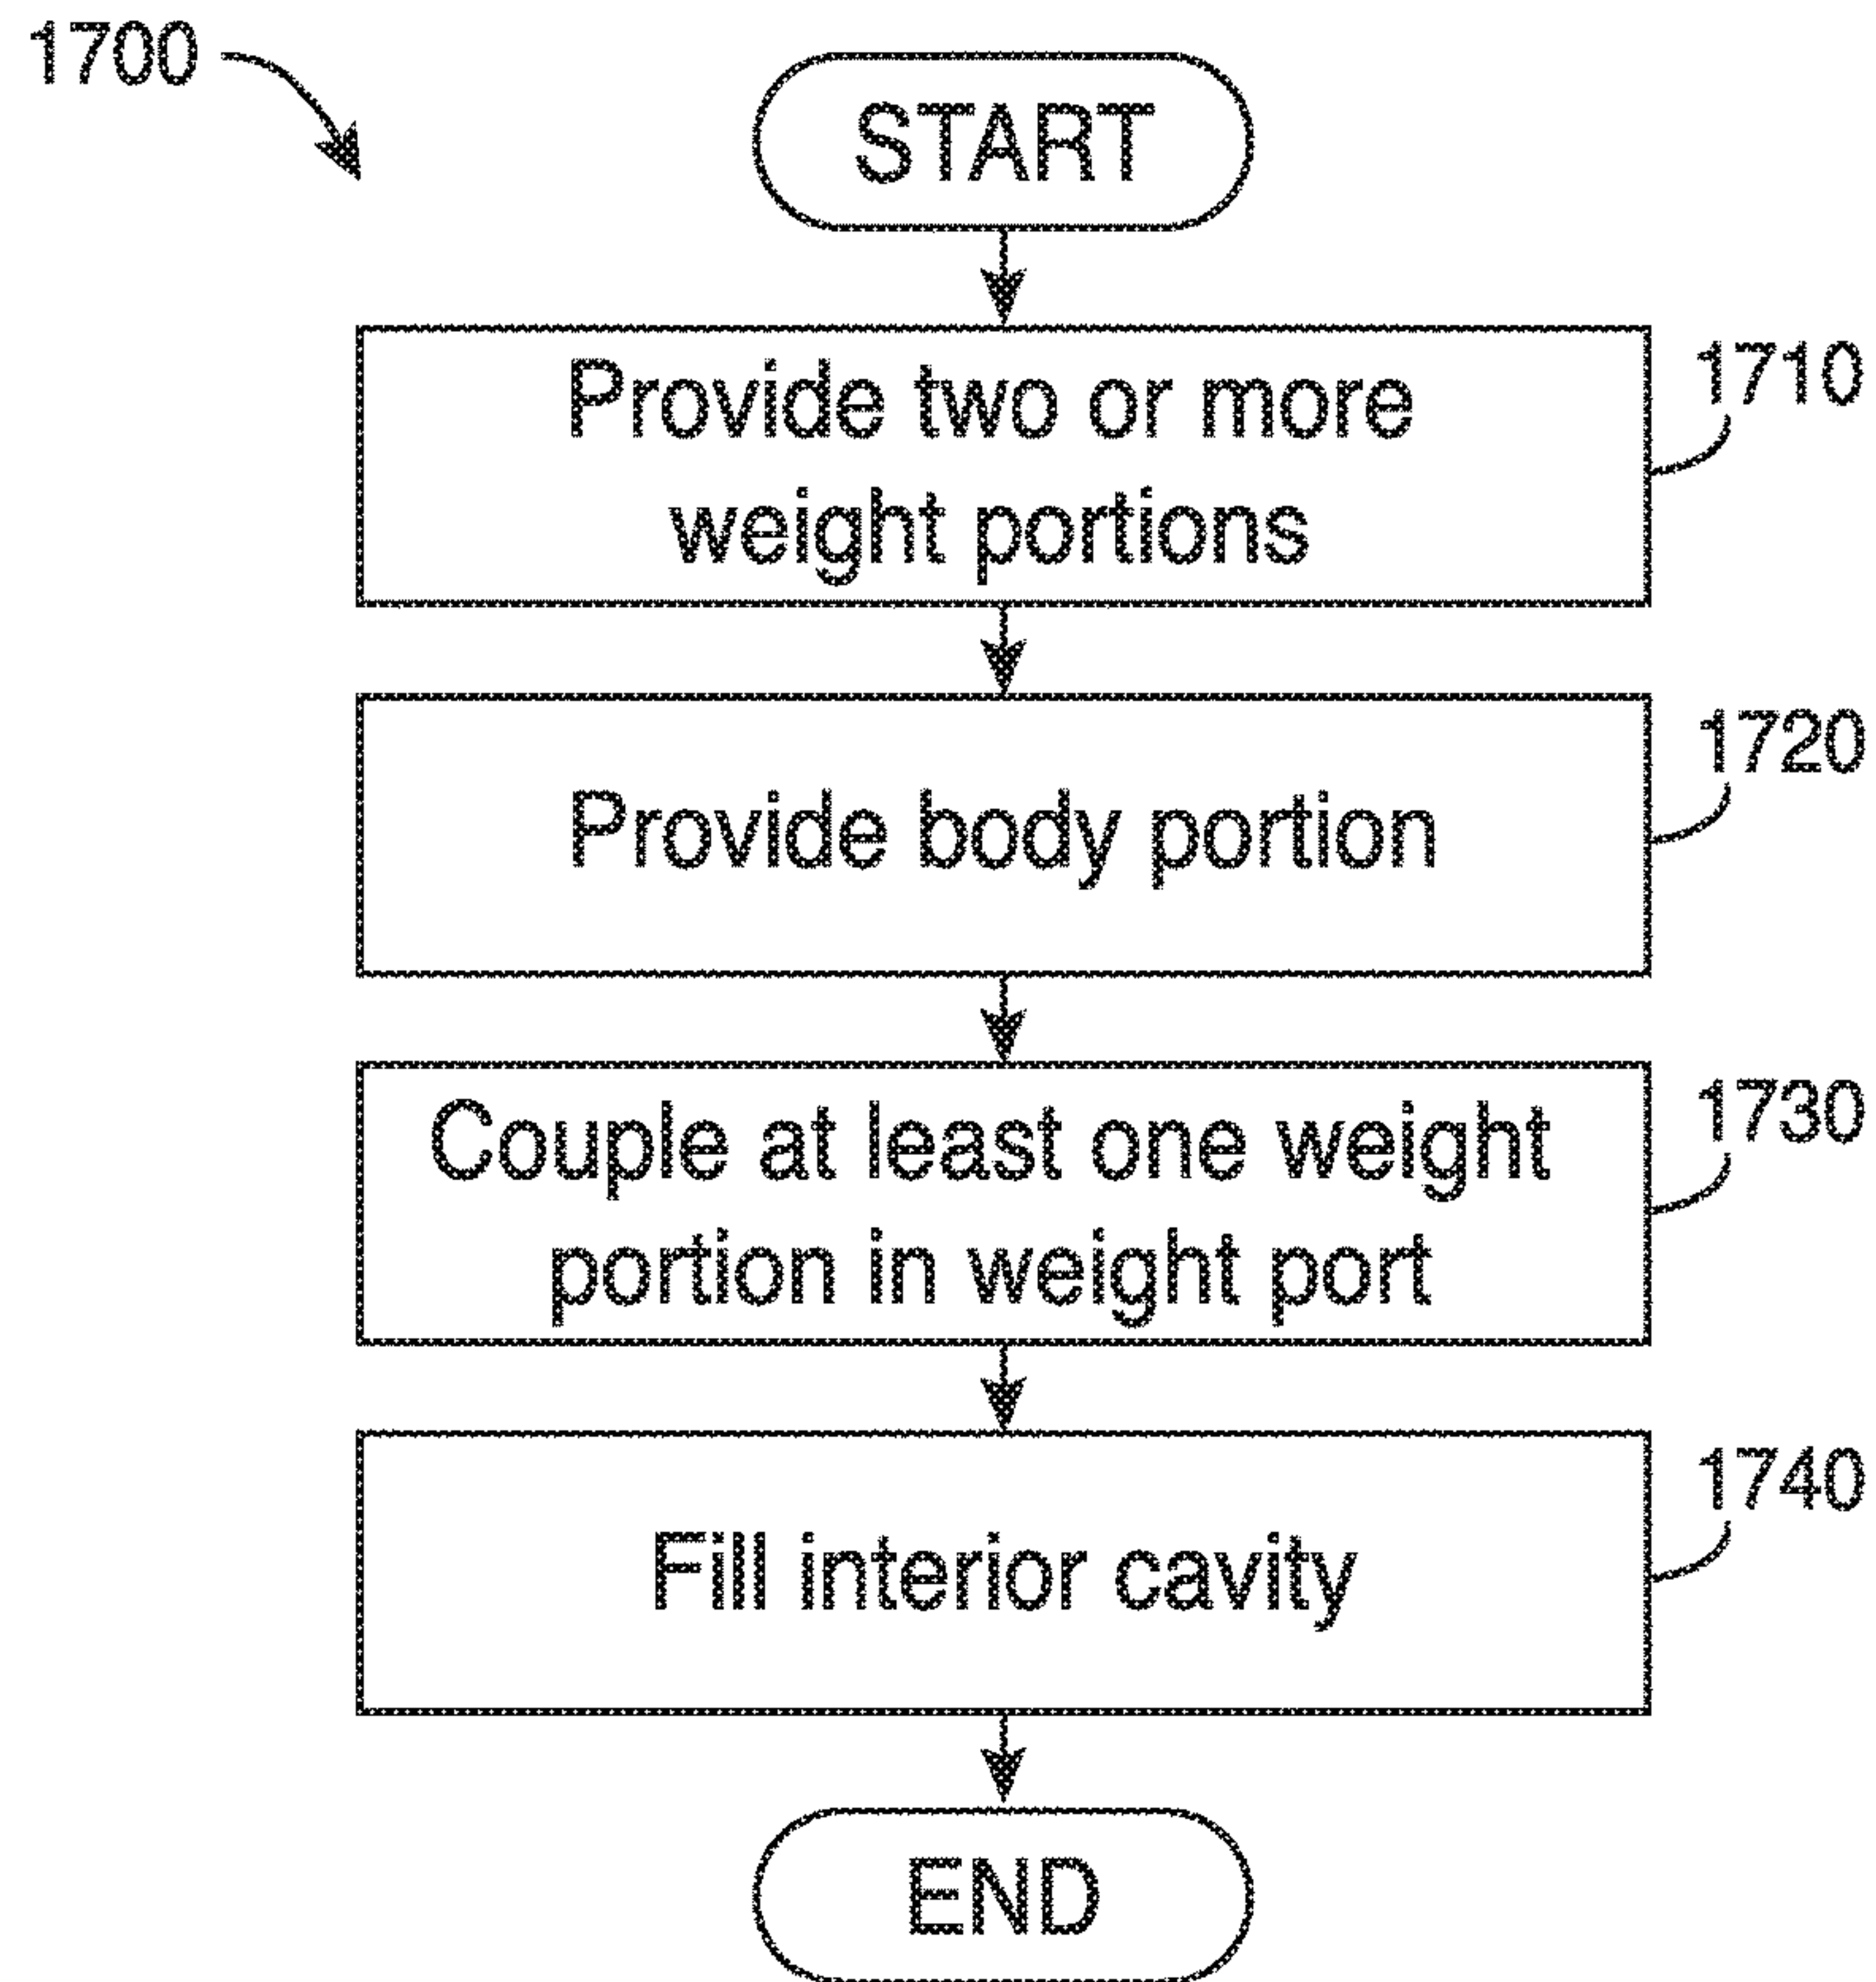 1700
START
Provide two or more
weight portions
1710
Provide body portion
1720
Couple at least one weight
portion in weight port
1730
Fill interior cavity
1740
END